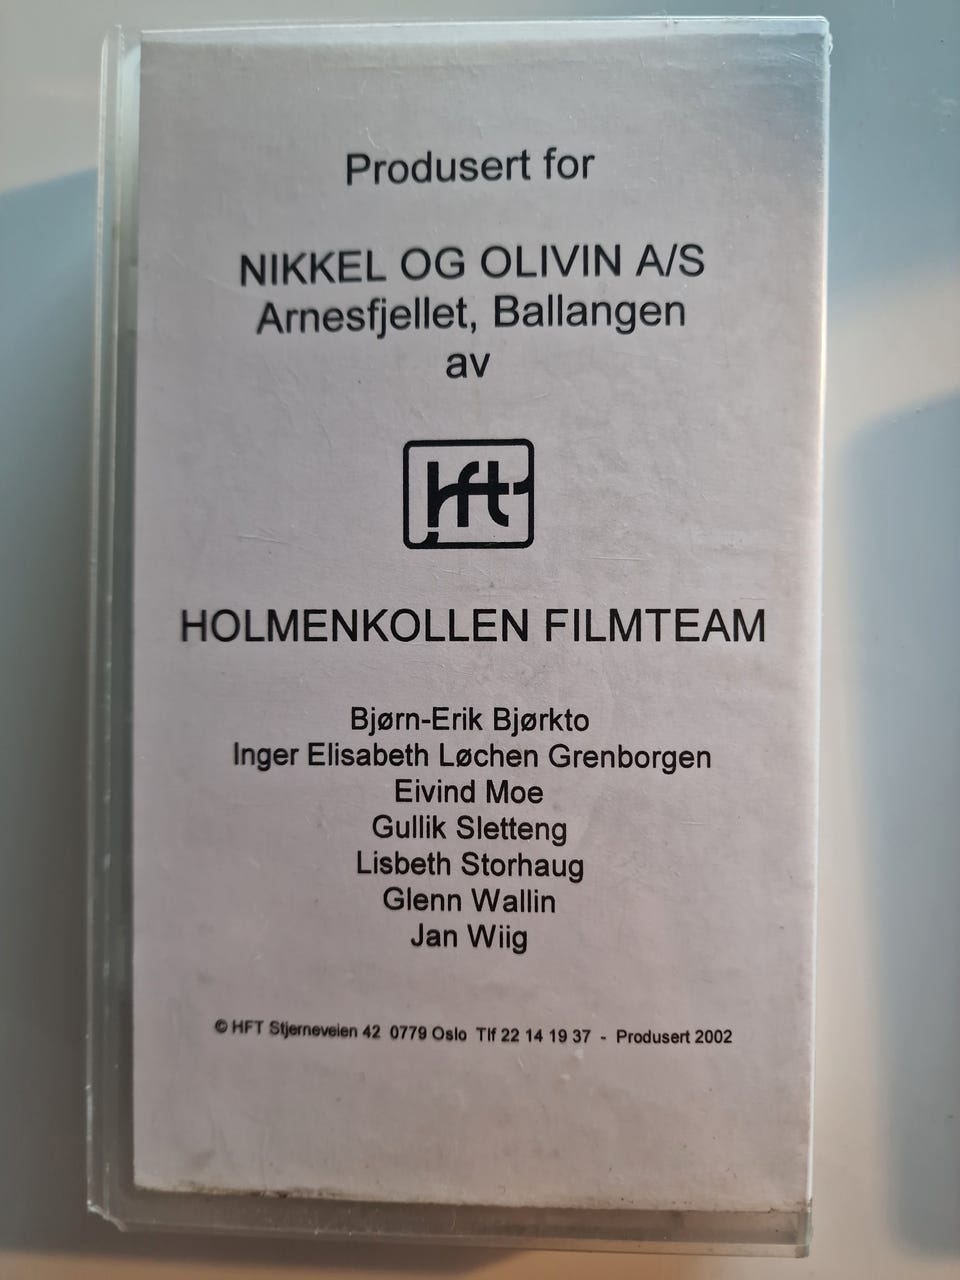 Produsert for
NIKKEL OG OLIVIN A/S
Arnesfjellet, Ballangen
av
hft
HOLMENKOLLEN FILMTEAM
Bjørn-Erik Bjørkto
Inger Elisabeth Løchen Grenborgen
Eivind Moe
Gullik Sletteng
Lisbeth Storhaug
Glenn Wallin
Jan Wiig
© HFT Stjerneveien 42 0779 Oslo Tlf 22 14 19 37 - Produsert 2002